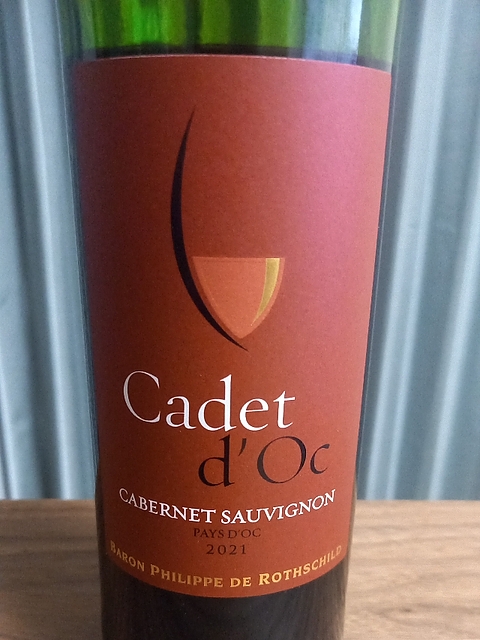 Cadet
d'Oc
CABERNET SAUVIGNON
PAYS D'OC
2021
BARON PHILIPPE DE ROTHSCHILD